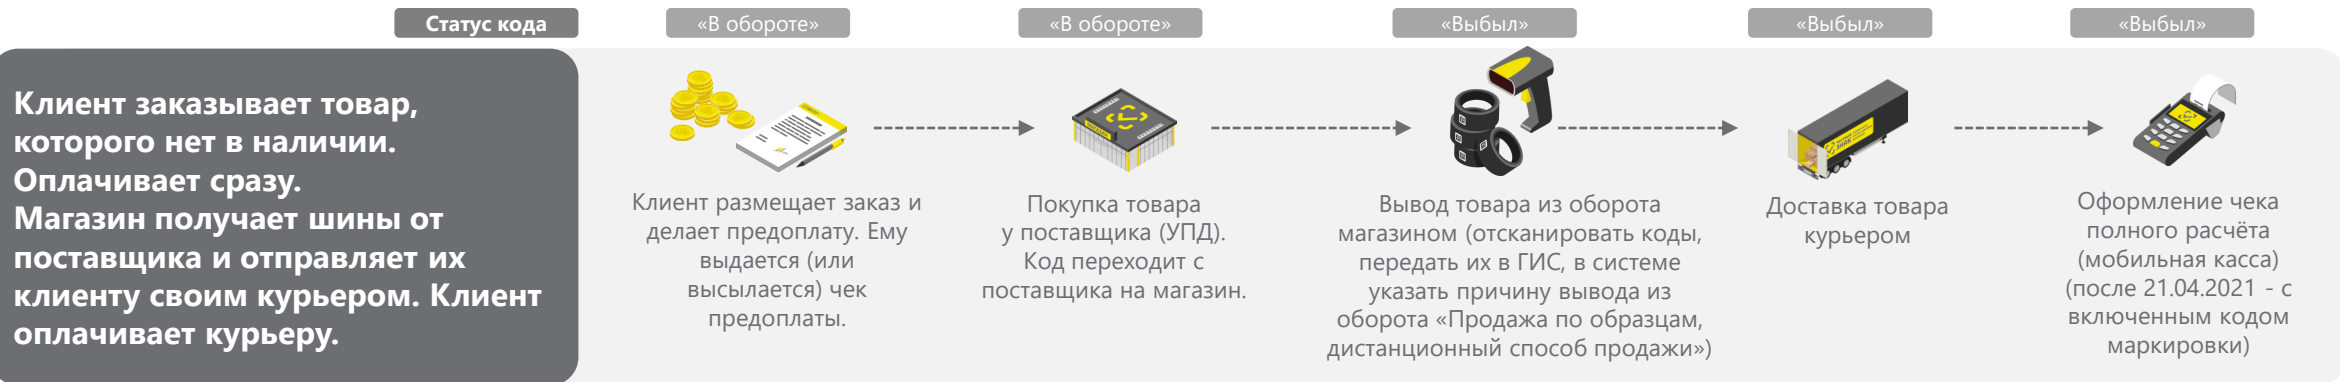 Статус кода
«В обороте»
«В обороте»
«Выбыл»
«Выбыл»
«Выбыл»
Клиент заказывает товар,
которого нет в наличии.
Оплачивает сразу.
Магазин получает шины от
поставщика и отправляет их
клиенту своим курьером. Клиент
оплачивает курьеру.
Клиент размещает заказ и
делает предоплату. Ему
выдается (или
высылается) чек
предоплаты.
МАГАЗИН
Покупка товара
у поставщика (УПД).
Код переходит с
поставщика на магазин.
Вывод товара из оборота
магазином (отсканировать коды,
передать их в ГИС, в системе
указать причину вывода из
оборота «Продажа по образцам,
дистанционный способ продажи»)
ЗНАК
Доставка товара
курьером
Оформление чека
полного расчёта
(мобильная касса)
(после 21.04.2021 - с
включенным кодом
маркировки)